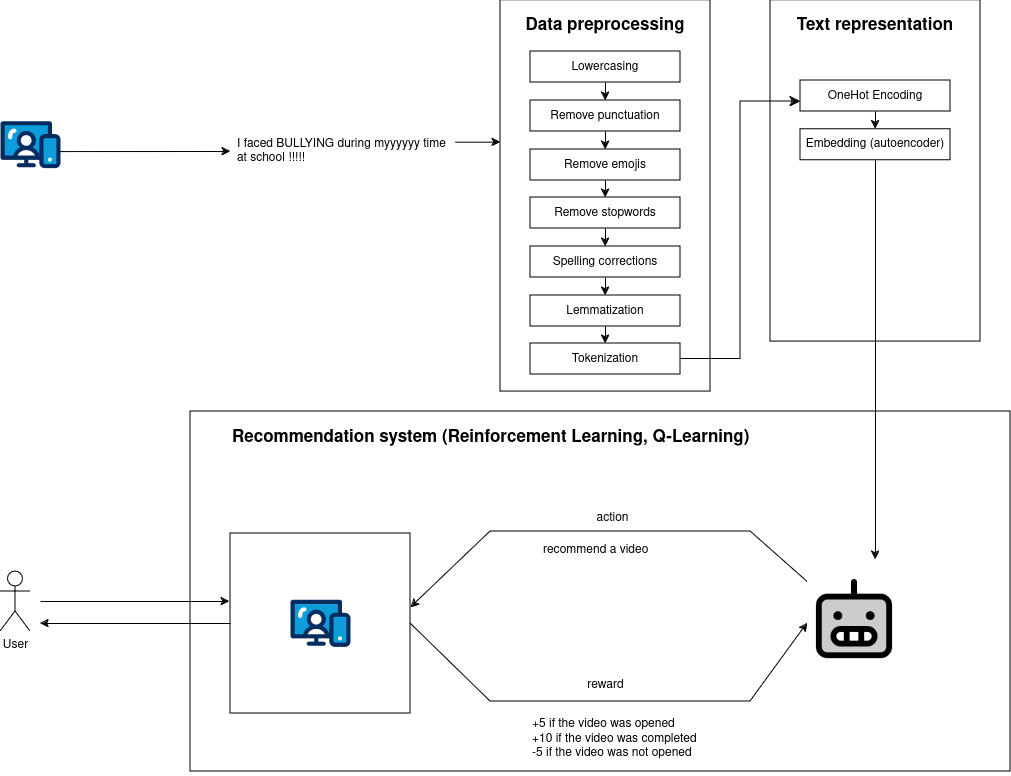 Data preprocessing
Lowercasing
Remove punctuation
Remove emojis
Remove stopwords
Spelling corrections
Lemmatization
Tokenization
Text representation
OneHot Encoding
Embedding (autoencoder)
I faced BULLYING during myyyyyy time
at school !!!!!
Recommendation system (Reinforcement Learning, Q-Learning)
action
recommend a video
User
reward
+5 if the video was opened
+10 if the video was completed
-5 if the video was not opened